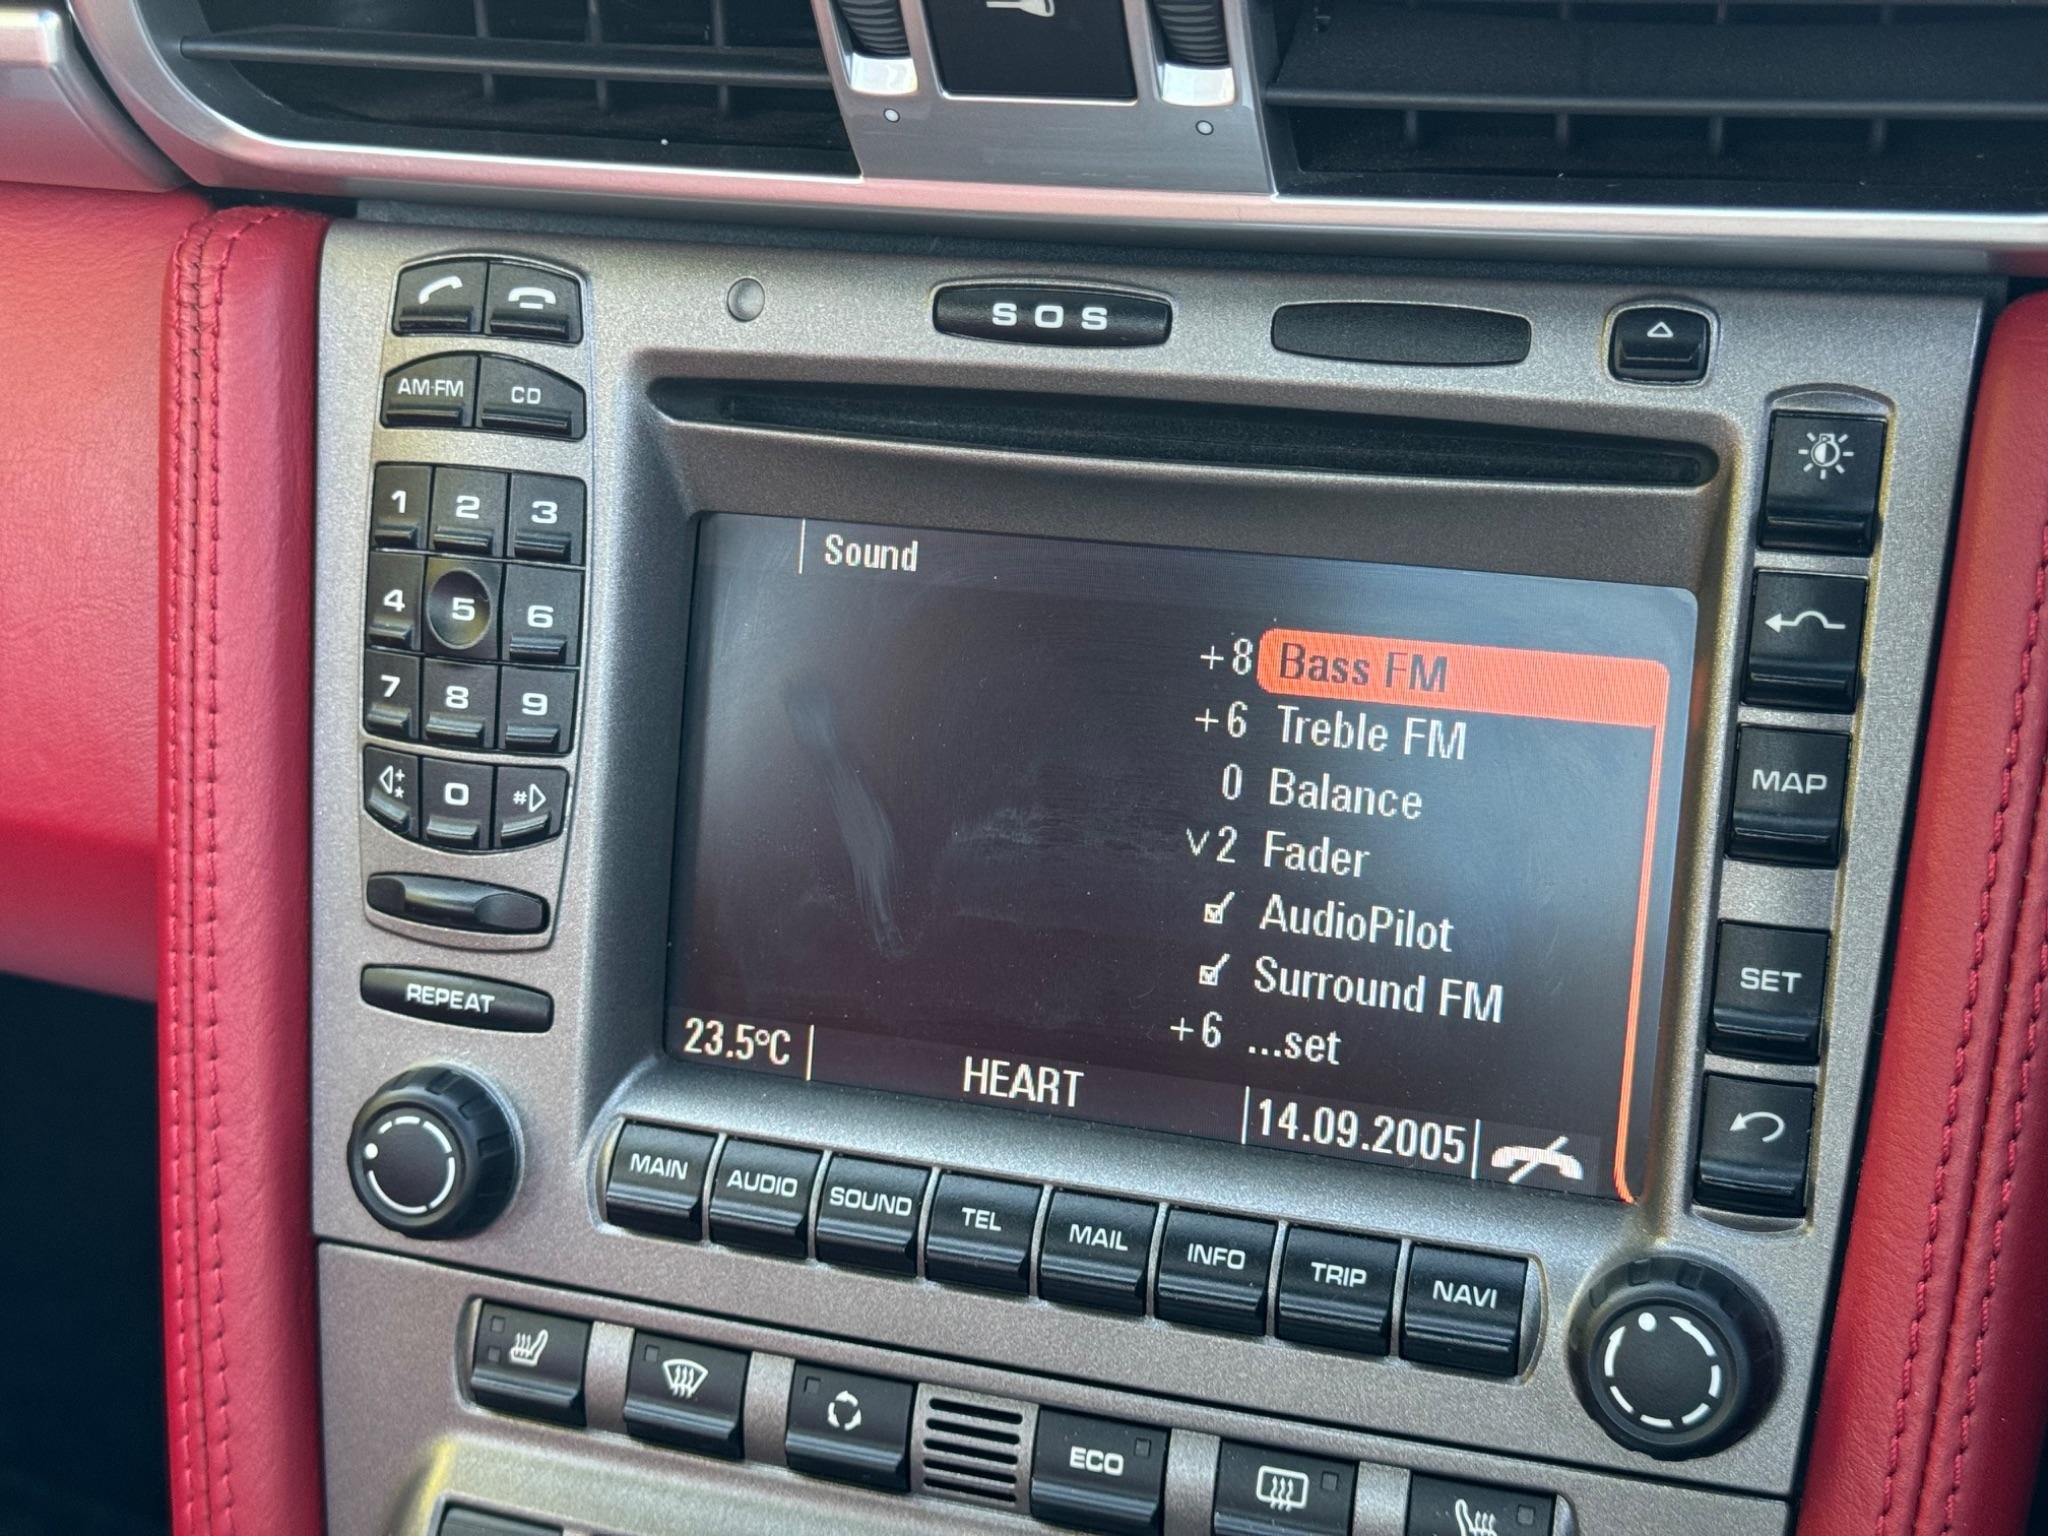 SOS
AM·FM CD
1 2 3
4 5 6
7 8 9
+
* 0 #
REPEAT
MAP
SET
Sound
+8 Bass FM
+6 Treble FM
0 Balance
v2 Fader
AudioPilot
Surround FM
+6 ...set
23.5°C HEART 14.09.2005
MAIN AUDIO SOUND TEL MAIL INFO TRIP NAVI
ECO